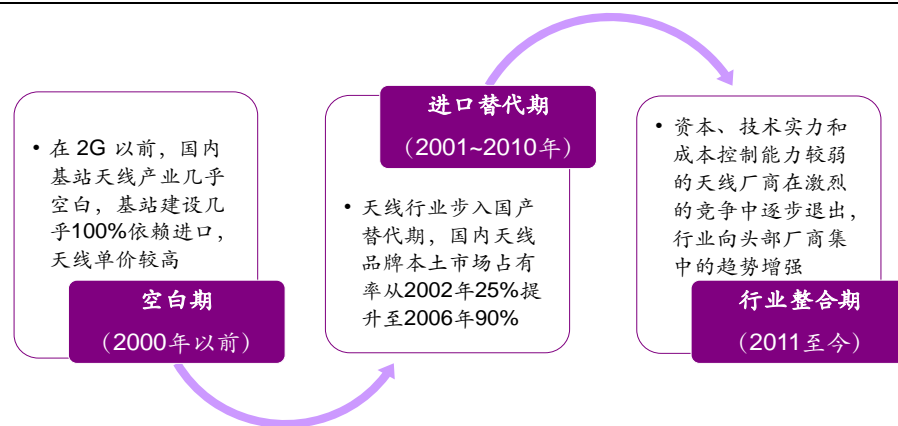 • 在 2G 以前，国内
基站天线产业几乎
空白，基站建设几
乎100%依赖进口，
天线单价较高
空白期
（2000年以前）
进口替代期
（2001~2010年）
• 天线行业步入国产
替代期，国内天线
品牌本土市场占有
率从2002年25%提
升至2006年90%
• 资本、技术实力和
成本控制能力较弱
的天线厂商在激烈
的竞争中逐步退出，
行业向头部厂商集
中的趋势增强
行业整合期
（2011至今）